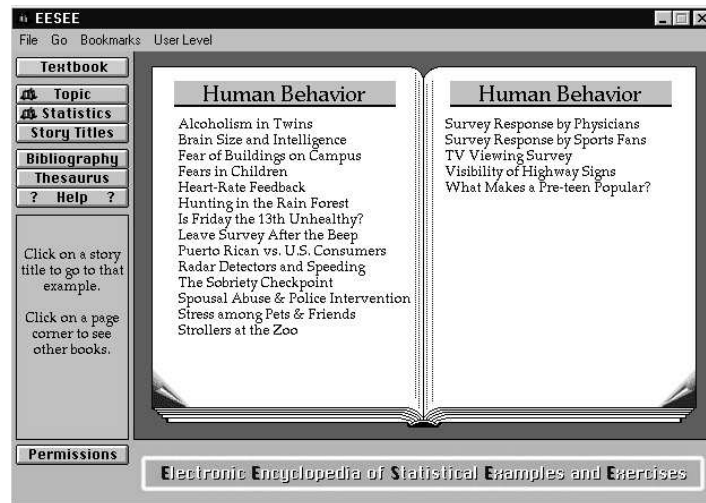 EESEE
File Go Bookmarks User Level
Textbook
Topic
Statistics
Story Titles
Bibliography
Thesaurus
? Help ?
Click on a story
title to go to that
example.
Click on a page
corner to see
other books.
Permissions
Human Behavior
Alcoholism in Twins
Brain Size and Intelligence
Fear of Buildings on Campus
Fears in Children
Heart-Rate Feedback
Hunting in the Rain Forest
Is Friday the 13th Unhealthy?
Leave Survey After the Beep
Puerto Rican vs. U.S. Consumers
Radar Detectors and Speeding
The Sobriety Checkpoint
Spousal Abuse & Police Intervention
Stress among Pets & Friends
Strollers at the Zoo
Human Behavior
Survey Response by Physicians
Survey Response by Sports Fans
TV Viewing Survey
Visibility of Highway Signs
What Makes a Pre-teen Popular?
Electronic Encyclopedia of Statistical Examples and Exercises